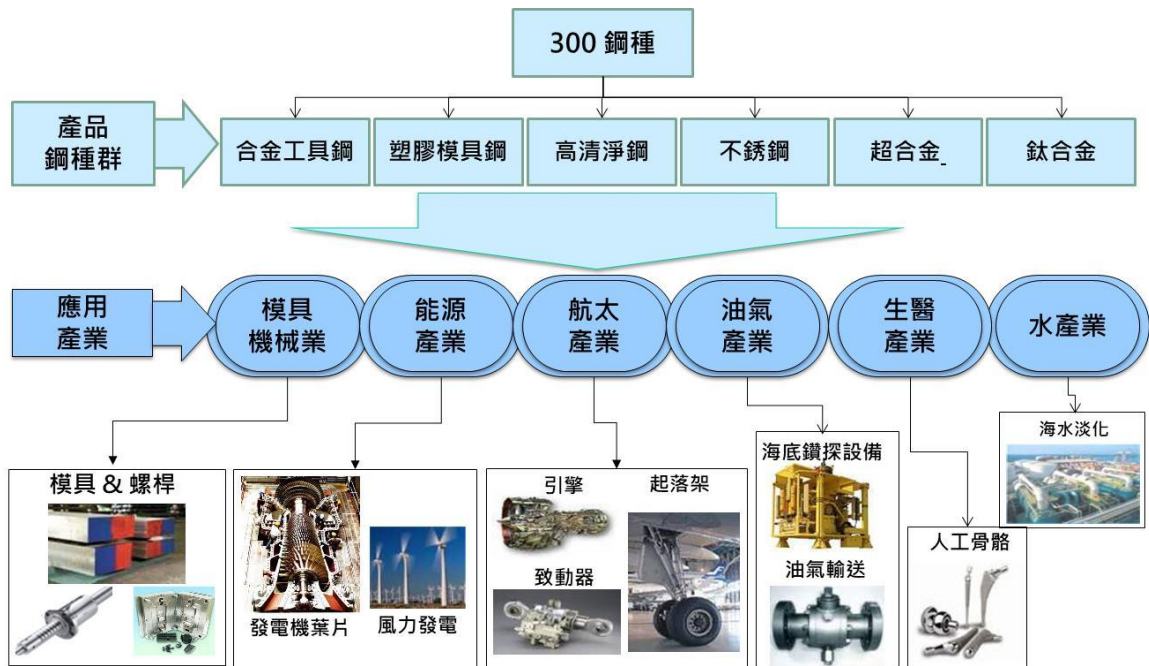 300 鋼種
產品
鋼種群
合金工具鋼
塑膠模具鋼
高清淨鋼
不銹鋼
超合金
鈦合金
應用
產業
模具
機械業
能源
產業
航太
產業
油氣
產業
生醫
產業
水產業
模具 & 螺桿
發電機葉片
風力發電
引擎
起落架
致動器
海底鑽探設備
油氣輸送
人工骨骼
海水淡化